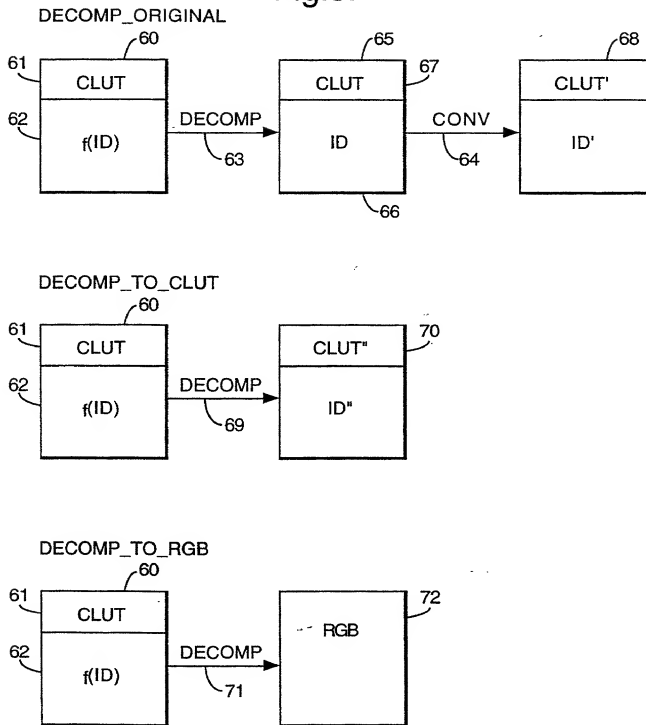 DECOMP_ORIGINAL
60
65
68
61
CLUT
CLUT
67
CLUT'
62
f(ID)
DECOMP
63
ID
CONV
64
ID'
66
DECOMP_TO_CLUT
60
61
CLUT
CLUT"
70
62
f(ID)
DECOMP
69
ID"
DECOMP_TO_RGB
60
61
CLUT
72
RGB
62
f(ID)
DECOMP
71